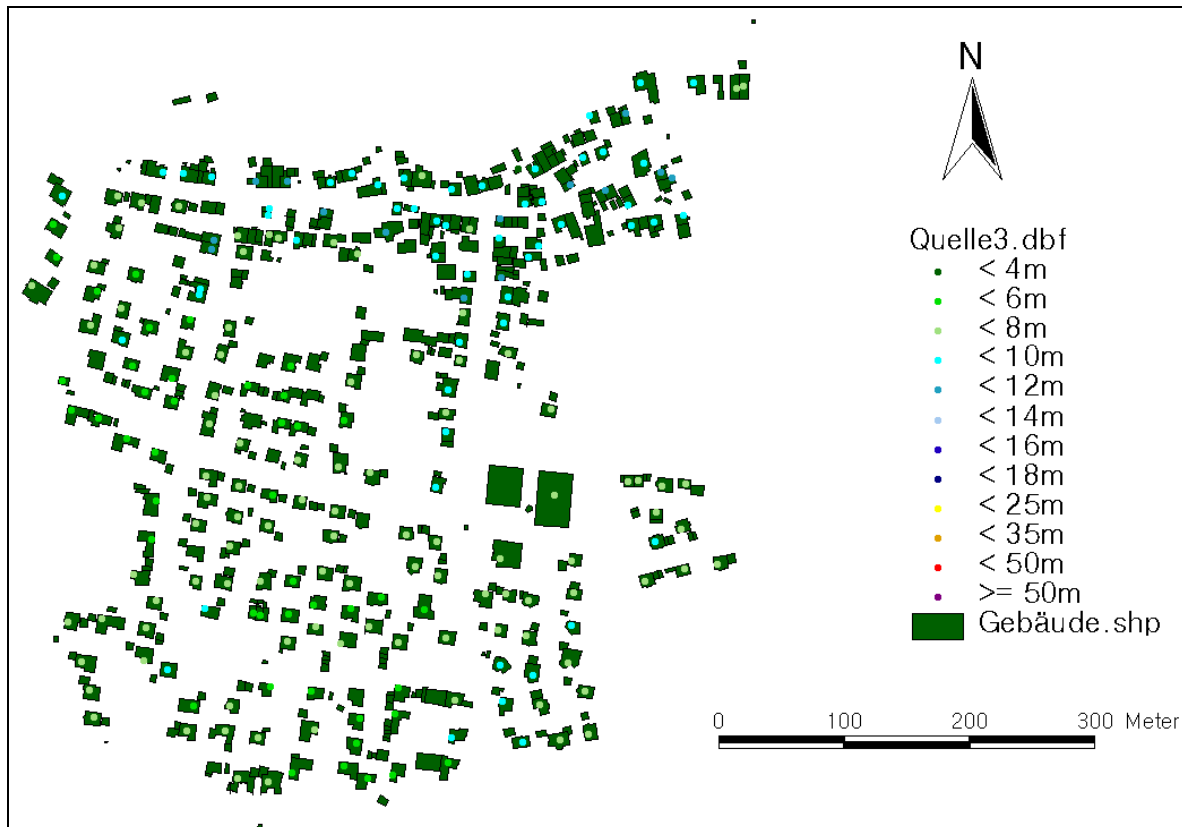 N
Quelle3.dbf
< 4m
< 6m
< 8m
< 10m
< 12m
< 14m
< 16m
< 18m
< 25m
< 35m
< 50m
>= 50m
Gebäude.shp
0 100 200 300 Meter